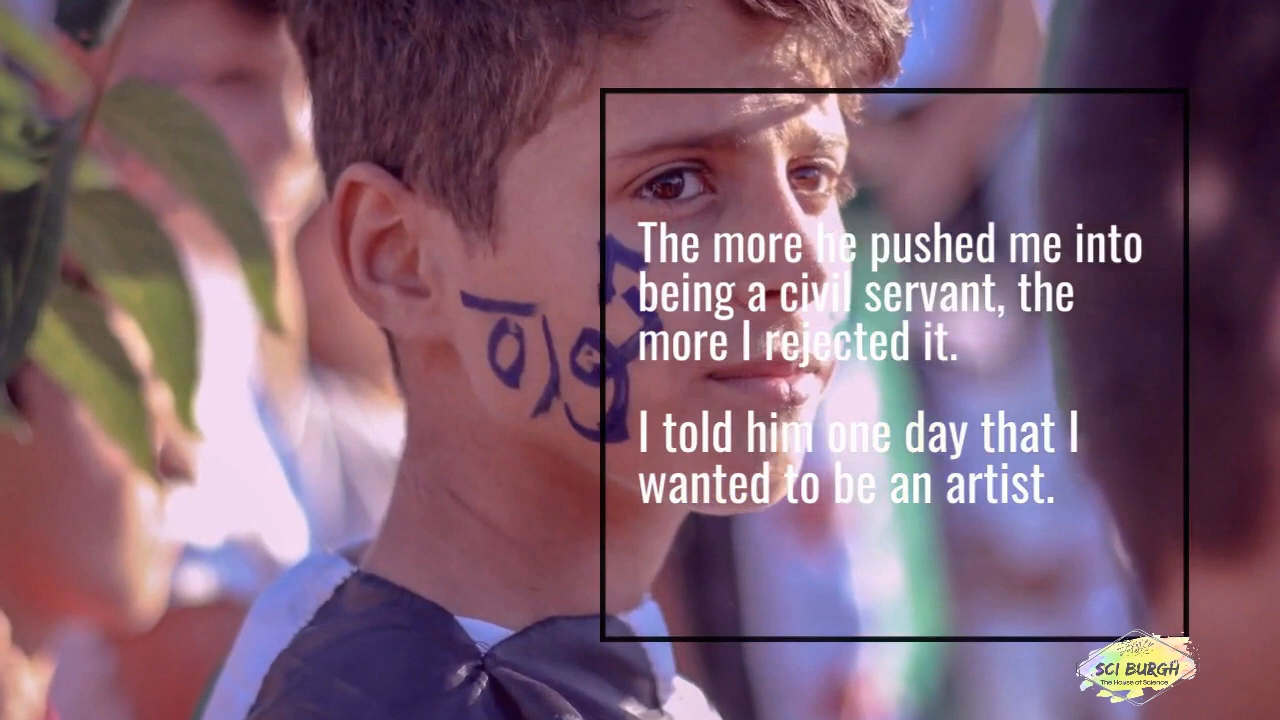 The more he pushed me into
being a civil servant, the
more I rejected it.
I told him one day that I
wanted to be an artist.
SCI BURGH
The House of Science